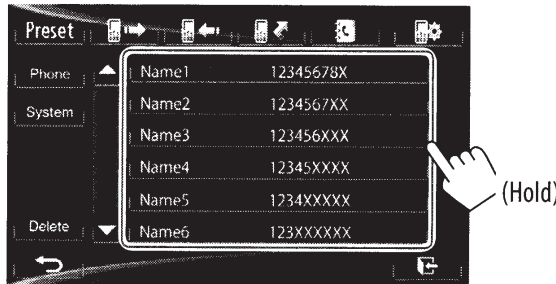 Preset
Phone
System
Delete
Name1 12345678X
Name2 1234567XX
Name3 123456XXX
Name4 12345XXXX
Name5 1234XXXXX
Name6 123XXXXXX
(Hold)